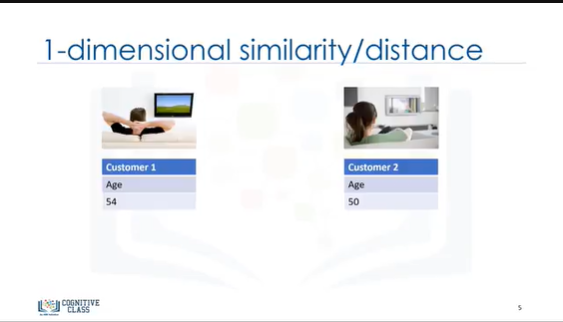 1-dimensional similarity/distance
Customer 1
Age
54
Customer 2
Age
50
COGNITIVE
CLASS
5